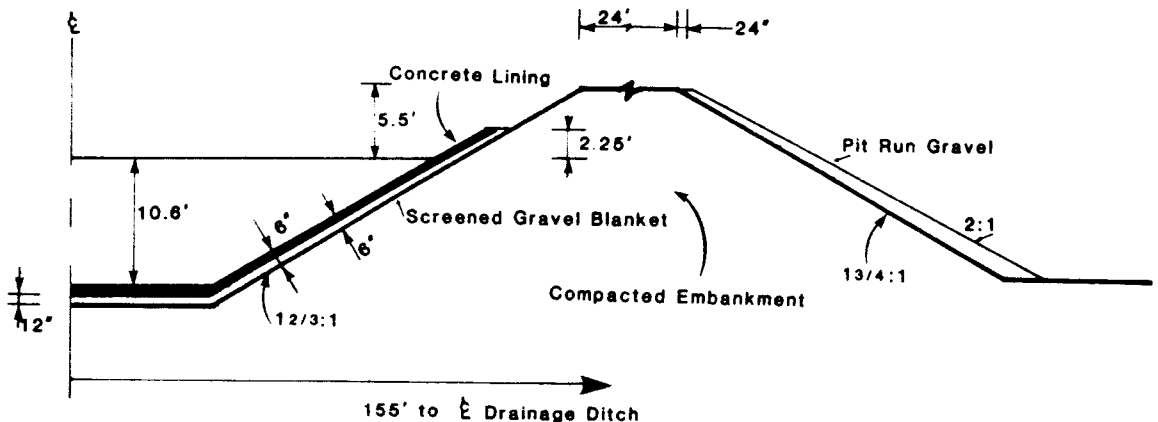 ℄
24'
24"
Concrete Lining
5.5'
2.25'
Pit Run Gravel
10.6'
6"
Screened Gravel Blanket
6"
2:1
1 3/4:1
Compacted Embankment
12"
1 2/3:1
155' to ℄ Drainage Ditch